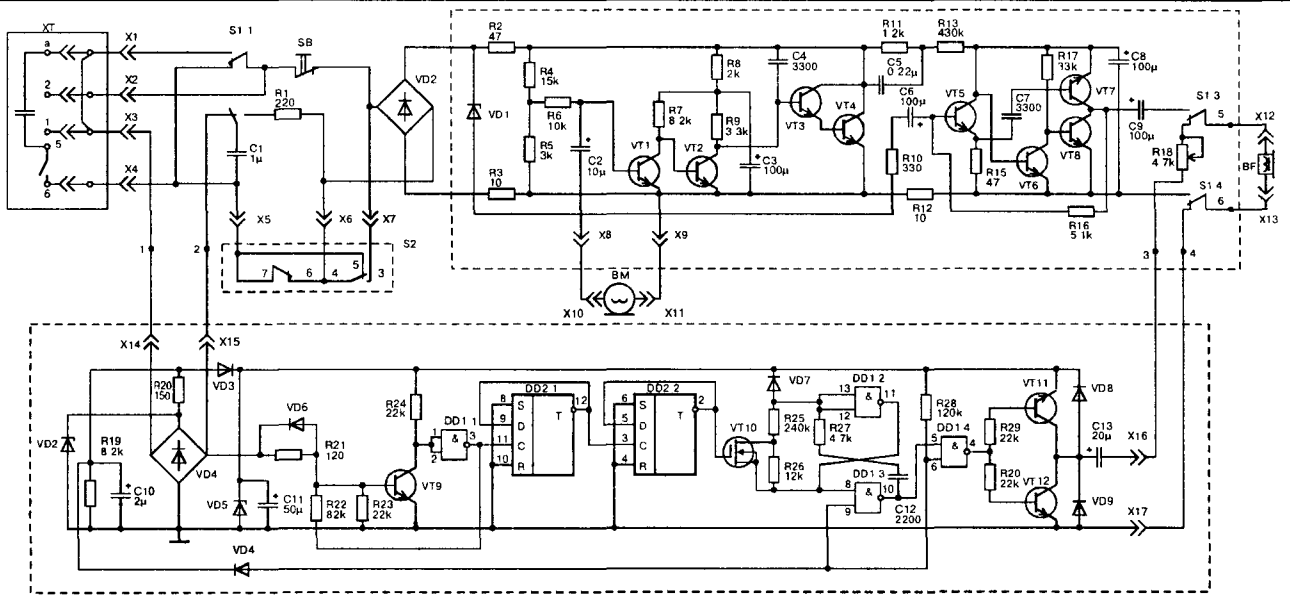 XT
a
X1
S1 1
SB
2
X2
R1
220
1
X3
5
6
X4
C1
1µ
X5
X6
X7
S2
7
6
4
5
3
1
2
VD2
VD1
R2
47
R3
10
R4
15k
R5
3k
R6
10k
C2
10µ
VT1
R7
8 2k
VT2
R8
2k
R9
3 3k
C3
100µ
C4
3300
VT3
VT4
R11
1 2k
C5
0 22µ
R13
430k
C6
100µ
R10
330
R12
10
VT5
R15
47
C7
3300
VT6
R17
33k
VT7
VT8
C8
100µ
C9
100µ
R16
5 1k
S1 3
5
R18
4 7k
S1 4
6
X12
BF
X13
X8
X9
BM
X10
X11
3
4
X14
X15
R20
150
VD3
VD2
R19
8 2k
C10
2µ
VD4
VD5
C11
50µ
VD6
R21
120
R22
82k
R23
22k
R24
22k
VT9
DD1 1
&
1
2
3
DD2 1
8
9
11
10
S
D
C
R
T
12
DD2 2
6
5
3
4
S
D
C
R
T
2
VT10
VD7
R25
240k
R26
12k
R27
4 7k
DD1 2
13
12
&
11
DD1 3
8
9
&
10
C12
2200
R28
120k
DD1 4
5
6
&
4
R29
22k
R20
22k
VT11
VT12
VD8
VD9
C13
20µ
X16
X17
VD4